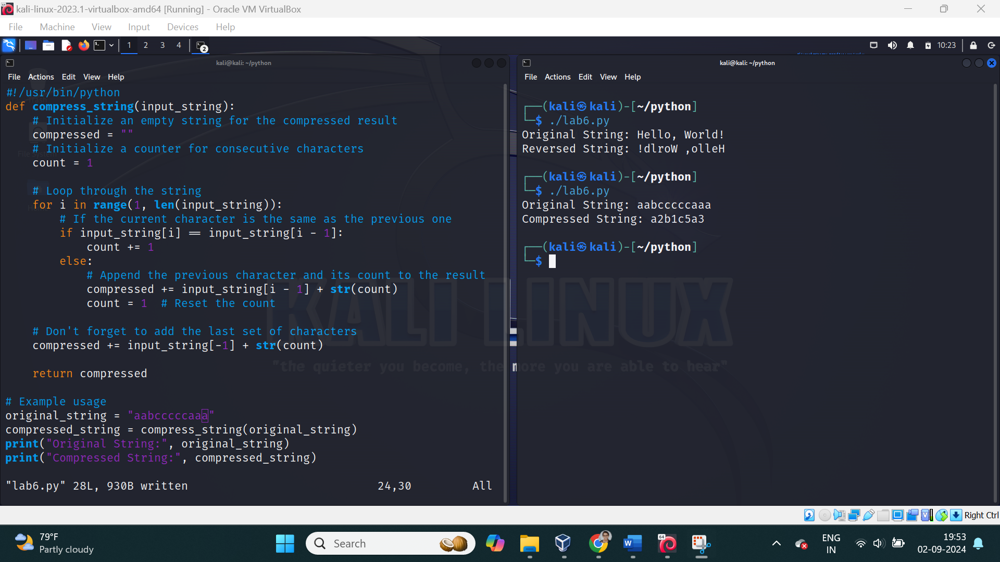 kali-linux-2023.1-virtualbox-amd64 [Running] - Oracle VM VirtualBox
File Machine View Input Devices Help
1 2 3 4 2 10:23
kali@kali: ~/python
File Actions Edit View Help
#!/usr/bin/python
def compress_string(input_string):
    # Initialize an empty string for the compressed result
    compressed = ""
    # Initialize a counter for consecutive characters
    count = 1

    # Loop through the string
    for i in range(1, len(input_string)):
        # If the current character is the same as the previous one
        if input_string[i] == input_string[i - 1]:
            count += 1
        else:
            # Append the previous character and its count to the result
            compressed += input_string[i - 1] + str(count)
            count = 1  # Reset the count

    # Don't forget to add the last set of characters
    compressed += input_string[-1] + str(count)

    return compressed

# Example usage
original_string = "aabcccccaaa"
compressed_string = compress_string(original_string)
print("Original String:", original_string)
print("Compressed String:", compressed_string)

"lab6.py" 28L, 930B written 24,30 All
kali@kali: ~/python
File Actions Edit View Help
┌──(kali㉿kali)-[~/python]
└─$ ./lab6.py
Original String: Hello, World!
Reversed String: !dlroW ,olleH

┌──(kali㉿kali)-[~/python]
└─$ ./lab6.py
Original String: aabcccccaaa
Compressed String: a2b1c5a3

┌──(kali㉿kali)-[~/python]
└─$
KALI LINUX
"the quieter you become, the more you are able to hear"
Right Ctrl
79°F
Partly cloudy
Search
64
ENG
IN
19:53
02-09-2024